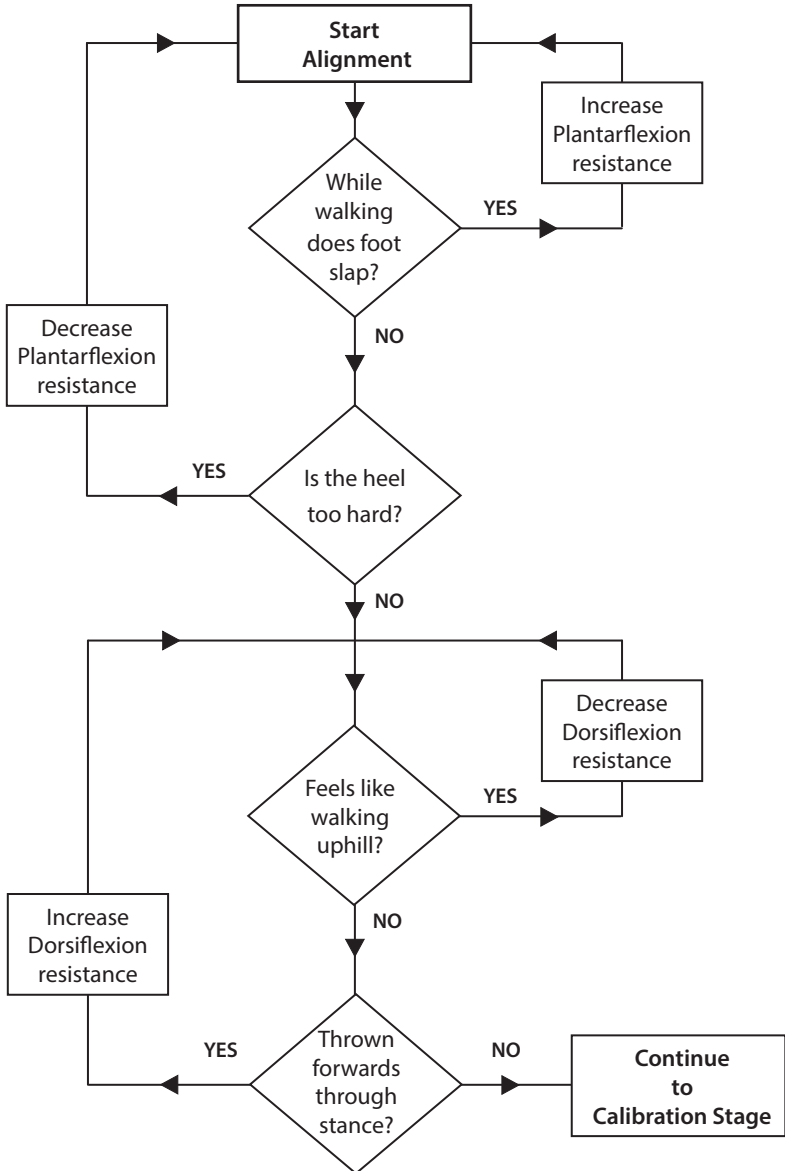 Start
Alignment
Increase
Plantarflexion
resistance
While
walking
does foot
slap?
YES
NO
Decrease
Plantarflexion
resistance
YES
Is the heel
too hard?
NO
Decrease
Dorsiflexion
resistance
Feels like
walking
uphill?
YES
NO
Increase
Dorsiflexion
resistance
YES
Thrown
forwards
through
stance?
NO
Continue
to
Calibration Stage